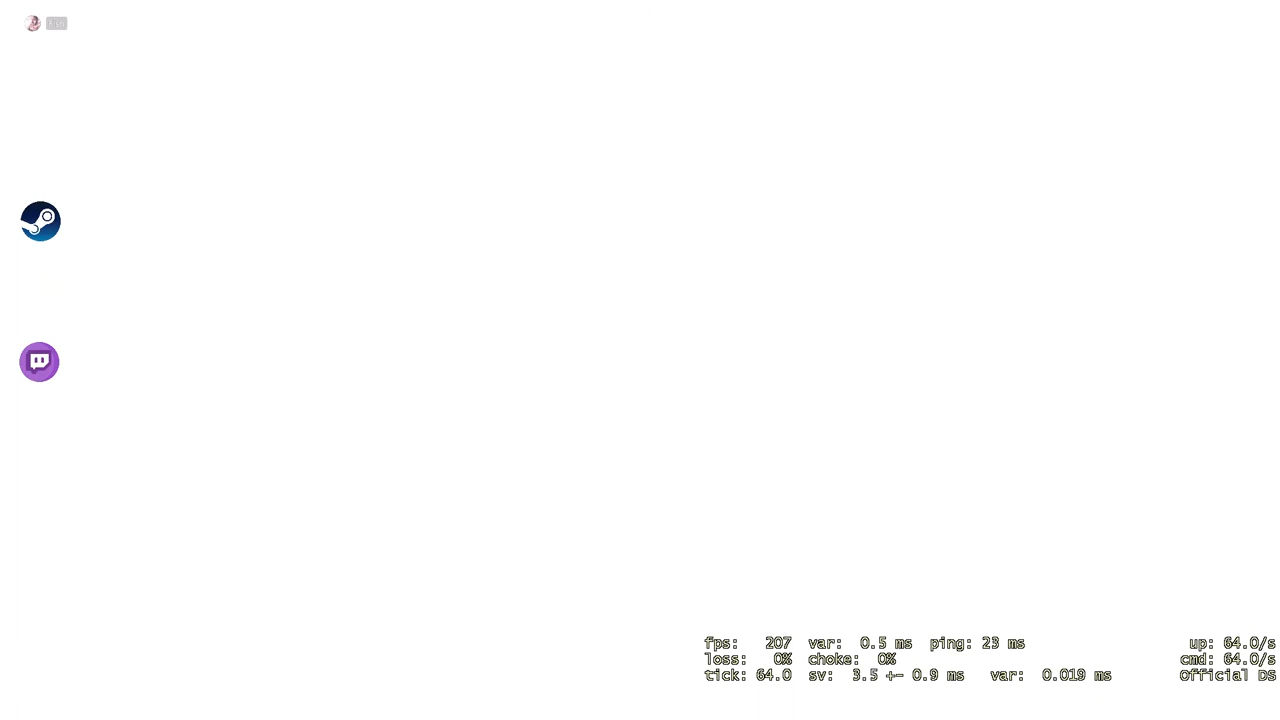 fps: 207 var: 0.5 ms ping: 23 ms up: 64.0/s
loss: 0% choke: 0% cmd: 64.0/s
tick: 64.0 sv: 3.5 +- 0.9 ms var: 0.019 ms Official DS